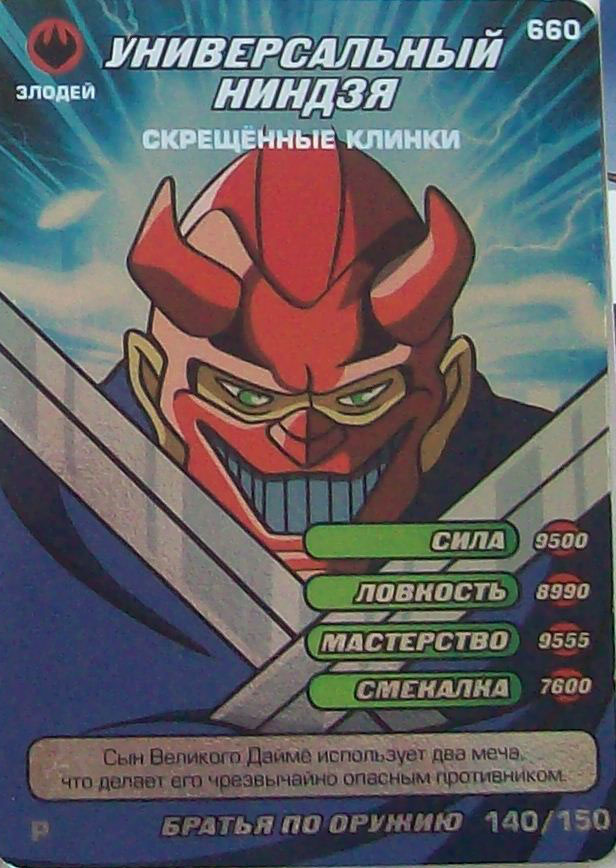 660
УНИВЕРСАЛЬНЫЙ
НИНДЗЯ
ЗЛОДЕЙ
СКРЕЩЁННЫЕ КЛИНКИ
СИЛА 9500
ЛОВКОСТЬ 8990
МАСТЕРСТВО 9555
СМЕКАЛКА 7600
Сын Великого Даймё использует два меча,
что делает его чрезвычайно опасным противником.
Р БРАТЬЯ ПО ОРУЖИЮ 140/150